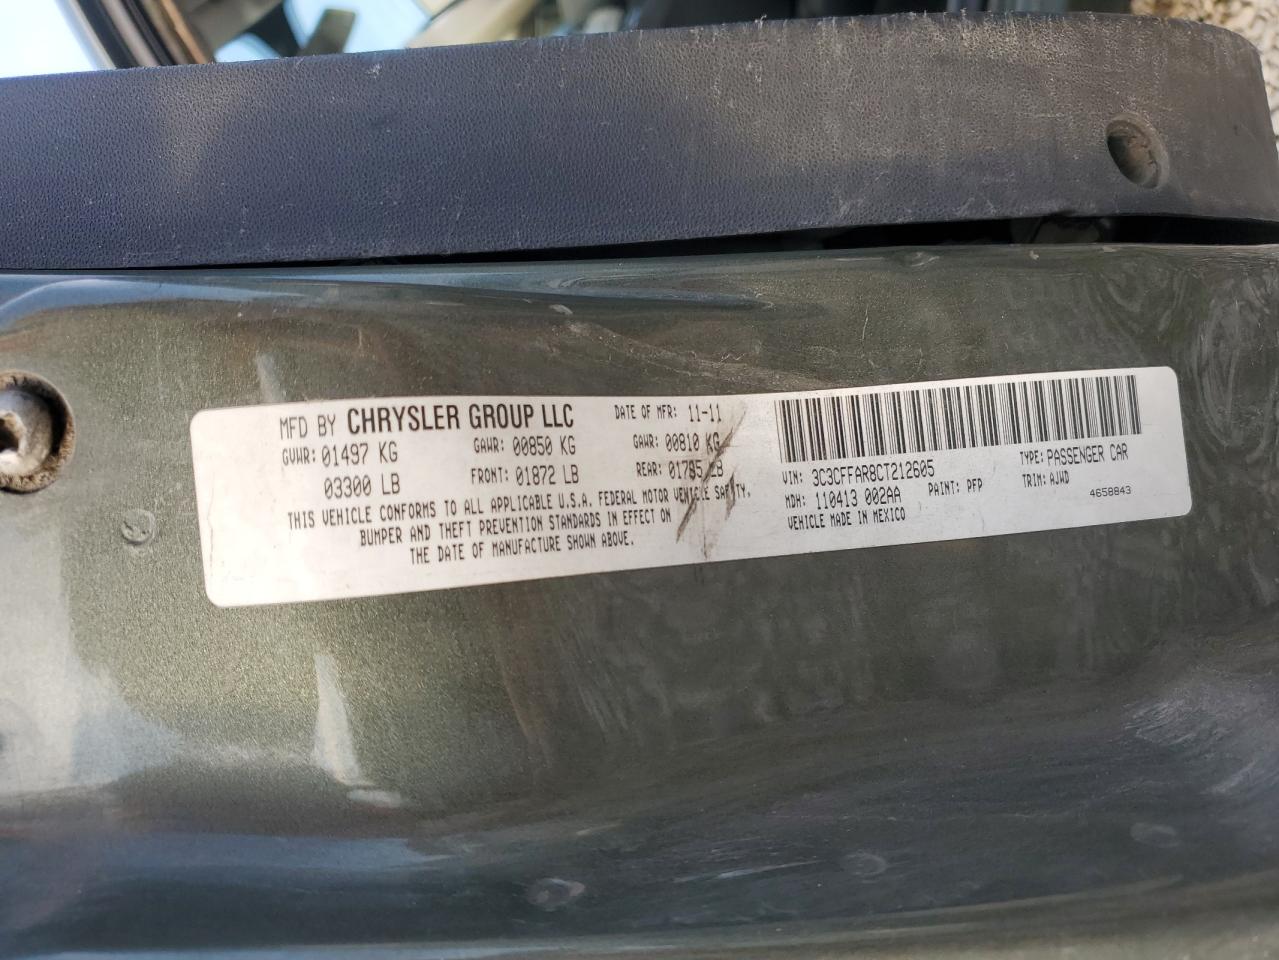 MFD BY CHRYSLER GROUP LLC DATE OF MFR: 11-11
GVWR: 01497 KG GAWR: 00850 KG GAWR: 00810 KG
03300 LB FRONT: 01872 LB REAR: 01785 LB
THIS VEHICLE CONFORMS TO ALL APPLICABLE U.S.A. FEDERAL MOTOR VEHICLE SAFETY,
BUMPER AND THEFT PREVENTION STANDARDS IN EFFECT ON
THE DATE OF MANUFACTURE SHOWN ABOVE.
VIN: 3C3CFFAR8CT212605 TYPE: PASSENGER CAR
MDH: 110413 002AA PAINT: PFP TRIM: AJWD
VEHICLE MADE IN MEXICO 4658843